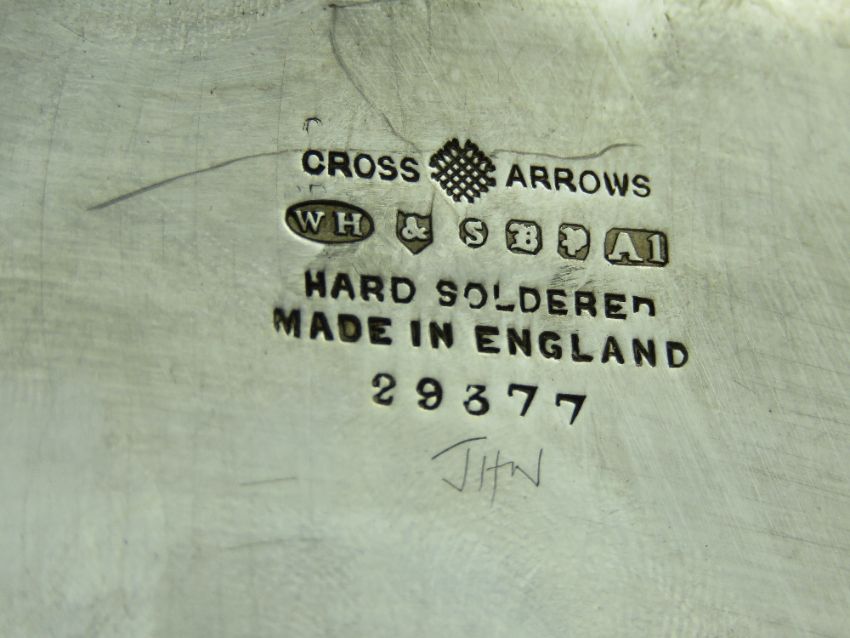 CROSS ARROWS
WH & S B P A1
HARD SOLDERED
MADE IN ENGLAND
29377
JHW